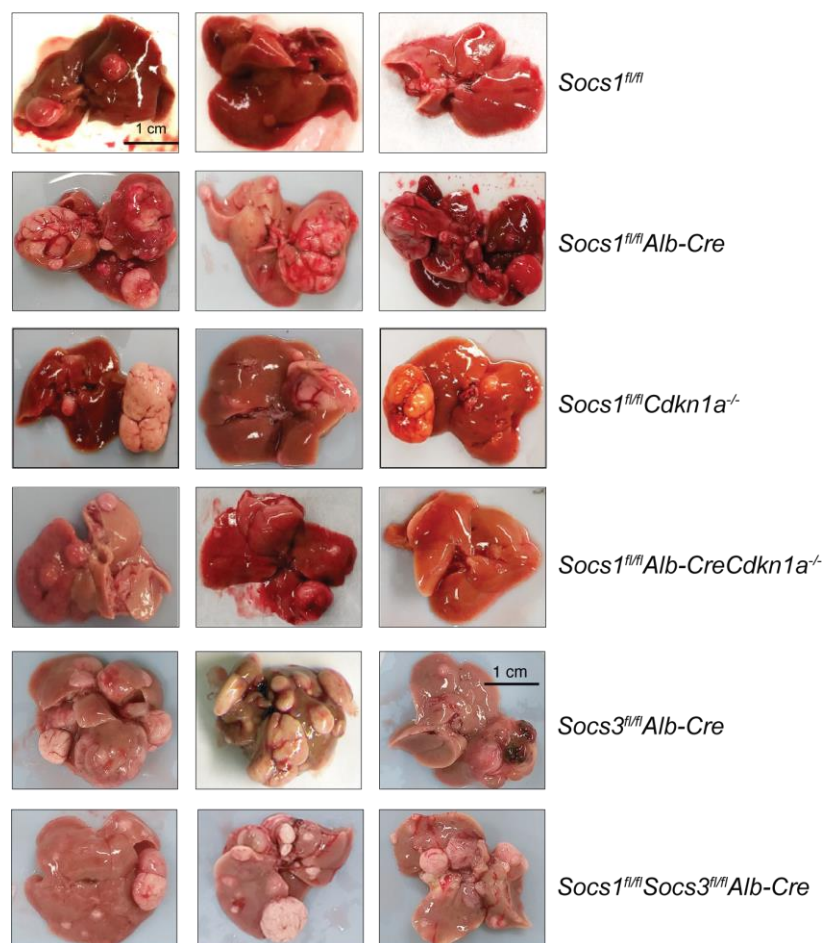 1 cm
Socs1fl/fl
Socs1fl/flAlb-Cre
Socs1fl/flCdkn1a-/-
Socs1fl/flAlb-CreCdkn1a-/-
1 cm
Socs3fl/flAlb-Cre
Socs1fl/flSocs3fl/flAlb-Cre